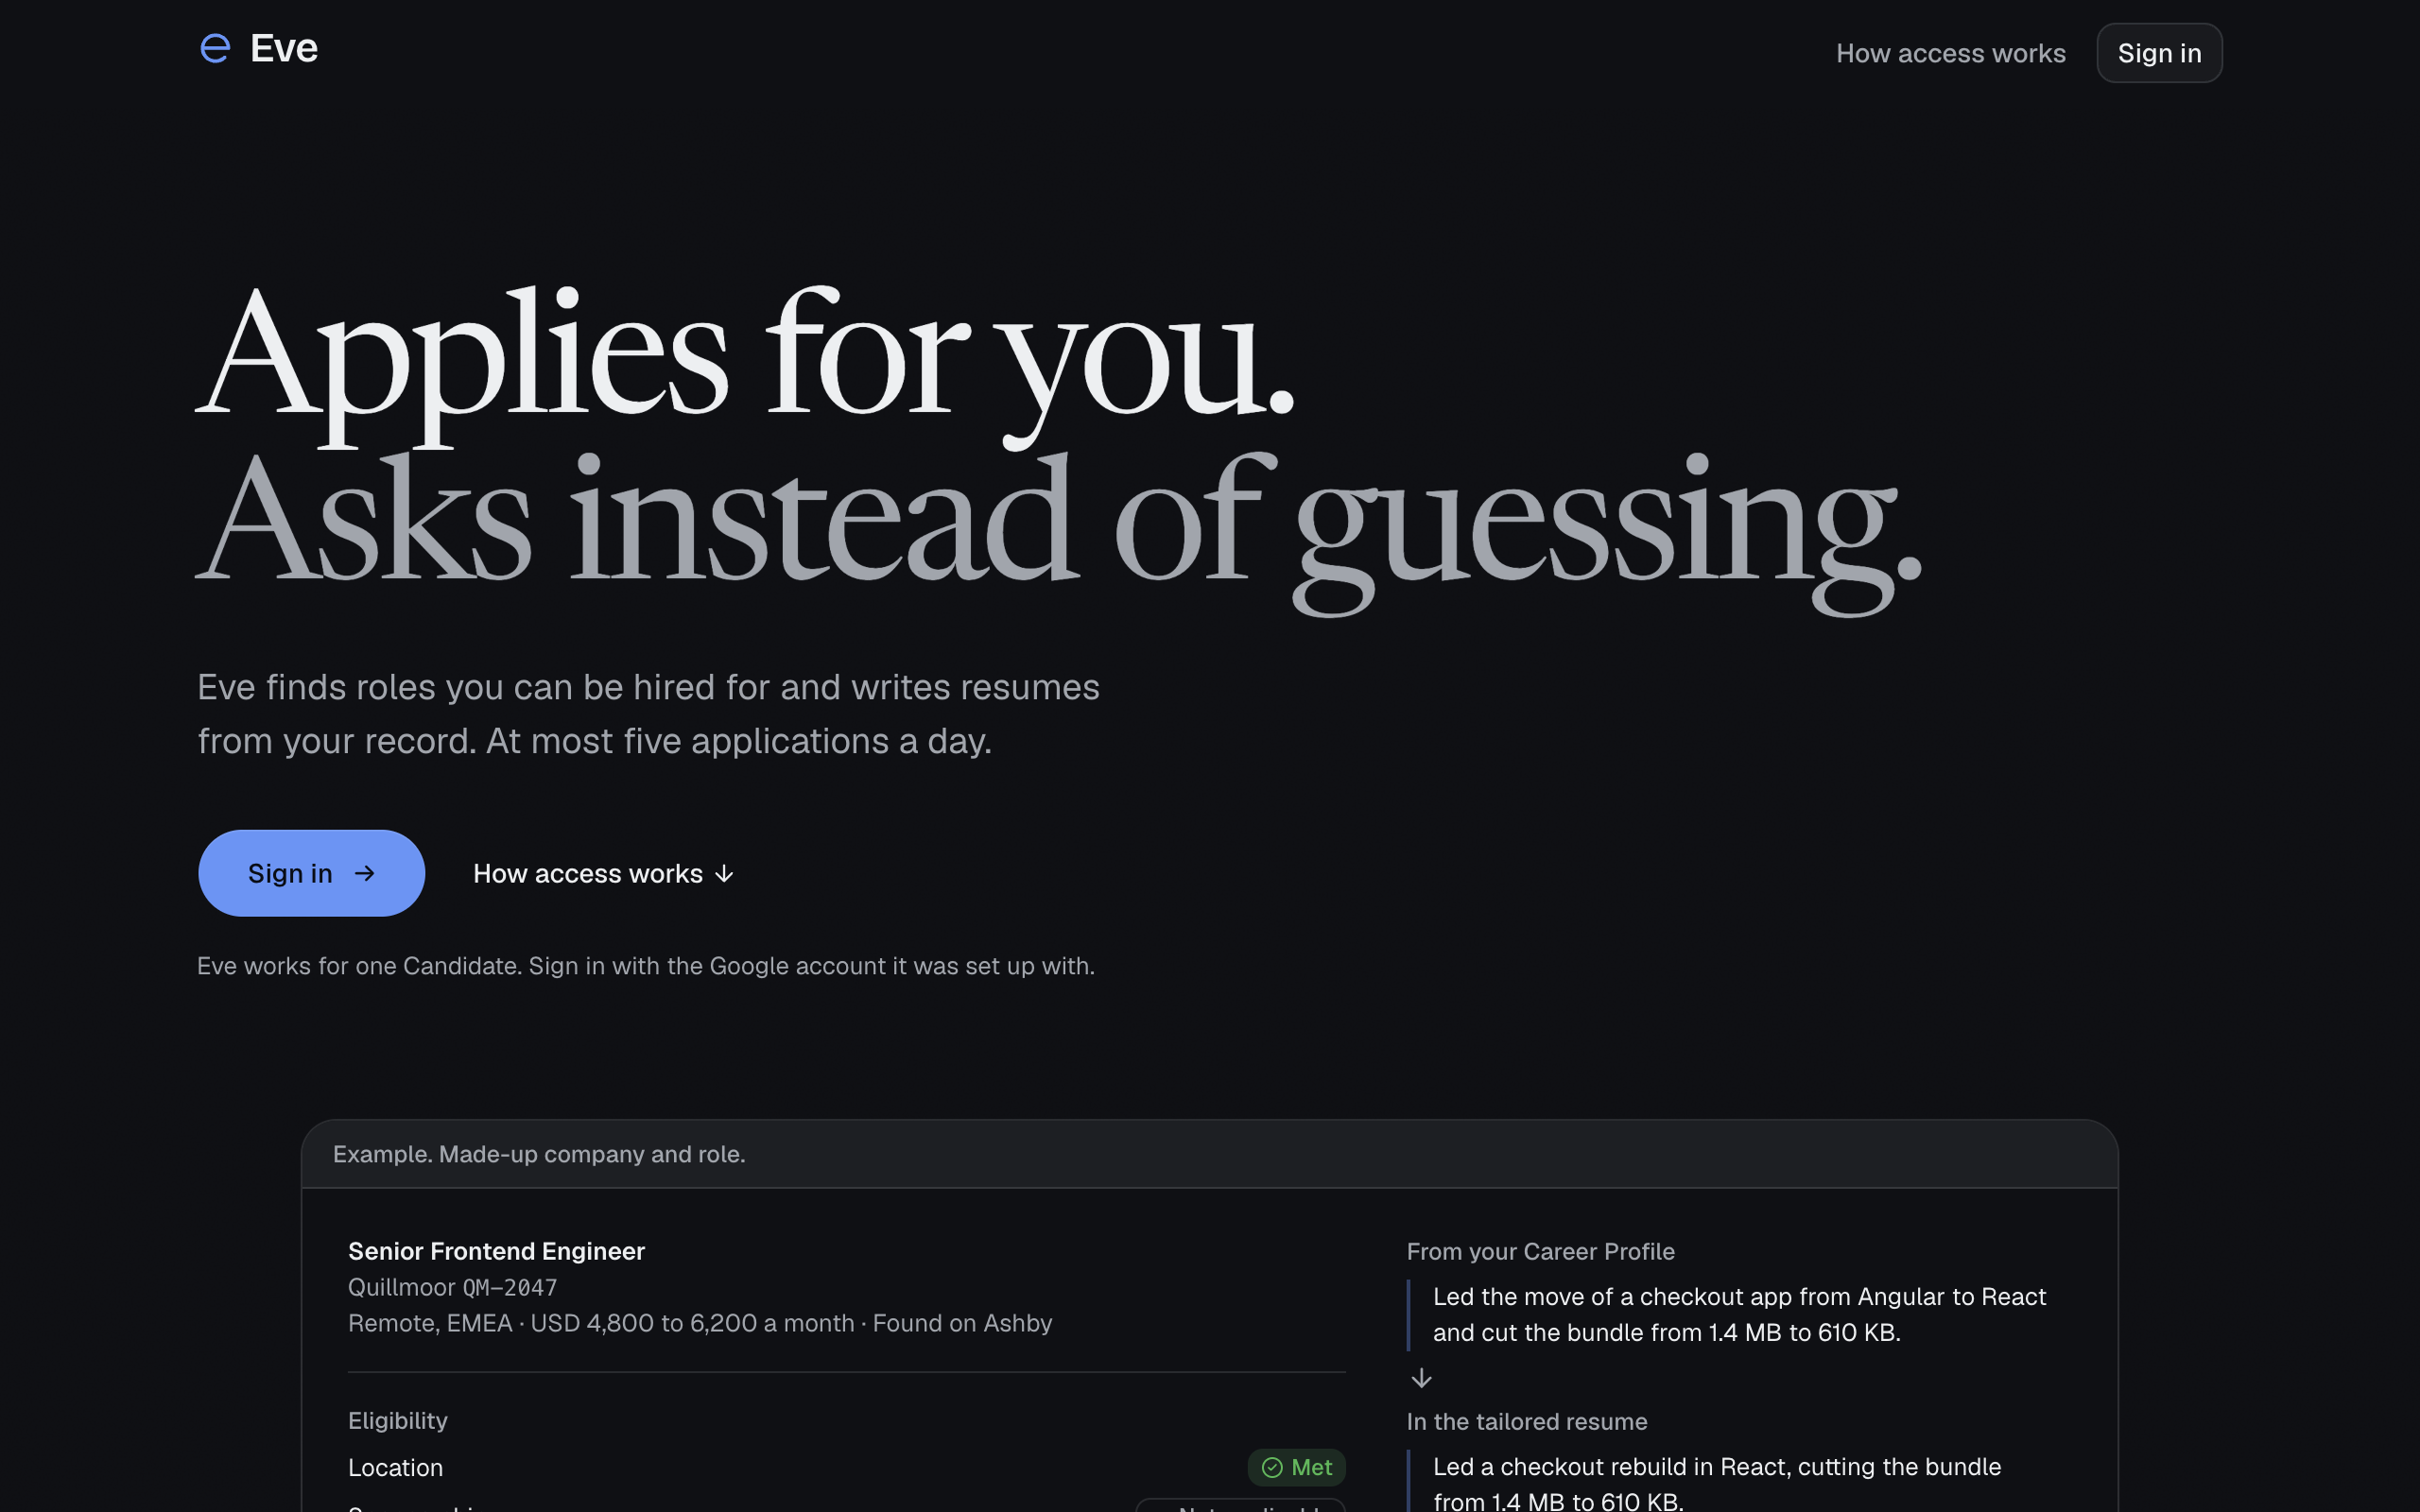 Eve
How access works
Sign in
Applies for you.
Asks instead of guessing.
Eve finds roles you can be hired for and writes resumes
from your record. At most five applications a day.
Sign in →
How access works ↓
Eve works for one Candidate. Sign in with the Google account it was set up with.
Example. Made-up company and role.
Senior Frontend Engineer
Quillmoor QM-2047
Remote, EMEA · USD 4,800 to 6,200 a month · Found on Ashby
Eligibility
Location
Met
From your Career Profile
Led the move of a checkout app from Angular to React
and cut the bundle from 1.4 MB to 610 KB.
↓
In the tailored resume
Led a checkout rebuild in React, cutting the bundle
from 1.4 MB to 610 KB.